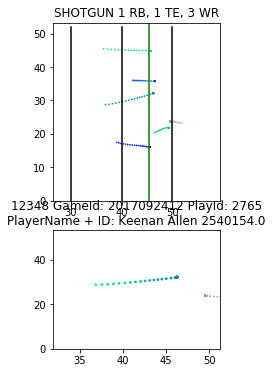 SHOTGUN 1 RB, 1 TE, 3 WR
50
40
30
20
10
0
30 40 50
12348 GameId: 2017092412 PlayId: 2765
PlayerName + ID: Keenan Allen 2540154.0
40
20
0
35 40 45 50